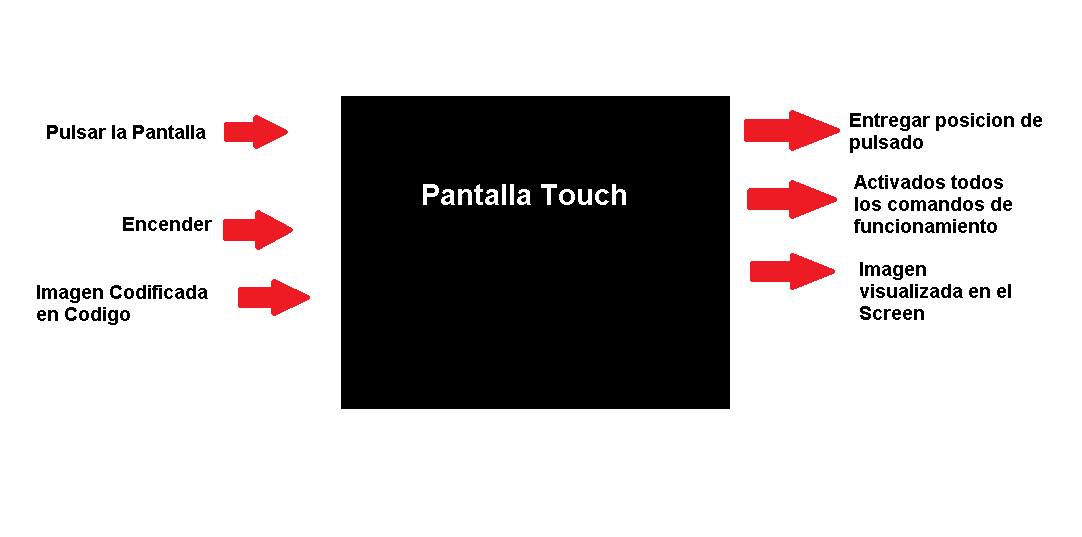 Pulsar la Pantalla
Encender
Imagen Codificada
en Codigo
Pantalla Touch
Entregar posicion de
pulsado
Activados todos
los comandos de
funcionamiento
Imagen
visualizada en el
Screen